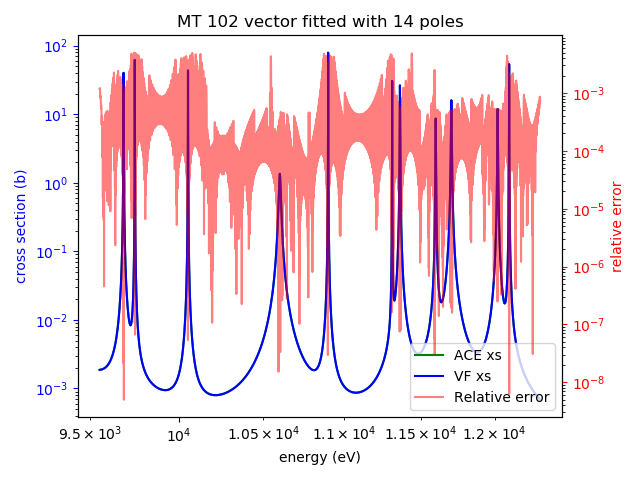 MT 102 vector fitted with 14 poles
cross section (b)
10²
10¹
10⁰
10⁻¹
10⁻²
10⁻³
relative error
10⁻³
10⁻⁴
10⁻⁵
10⁻⁶
10⁻⁷
10⁻⁸
ACE xs
VF xs
Relative error
9.5 × 10³ 10⁴ 1.05 × 10⁴ 1.1 × 10⁴ 1.15 × 10⁴ 1.2 × 10⁴
energy (eV)